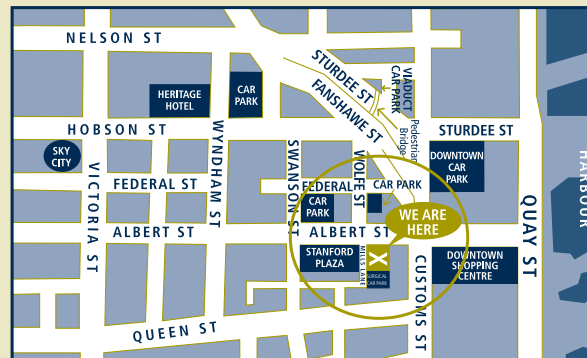 NELSON ST
STURDEE ST
FANSHAWE ST
VIADUCT
CAR PARK
Pedestrian
Bridge
HERITAGE
HOTEL
CAR
PARK
HOBSON ST
STURDEE ST
SKY
CITY
VICTORIA ST
WYNDHAM ST
SWANSON ST
WOLFE ST
DOWNTOWN
CAR
PARK
HARBOUR
FEDERAL ST
FEDERAL
CAR
PARK
CAR PARK
WE ARE
HERE
QUAY ST
ALBERT ST
ALBERT ST
STANFORD
PLAZA
MILLS LANE
X
SURGICAL
CAR PARK
CUSTOMS ST
DOWNTOWN
SHOPPING
CENTRE
QUEEN ST